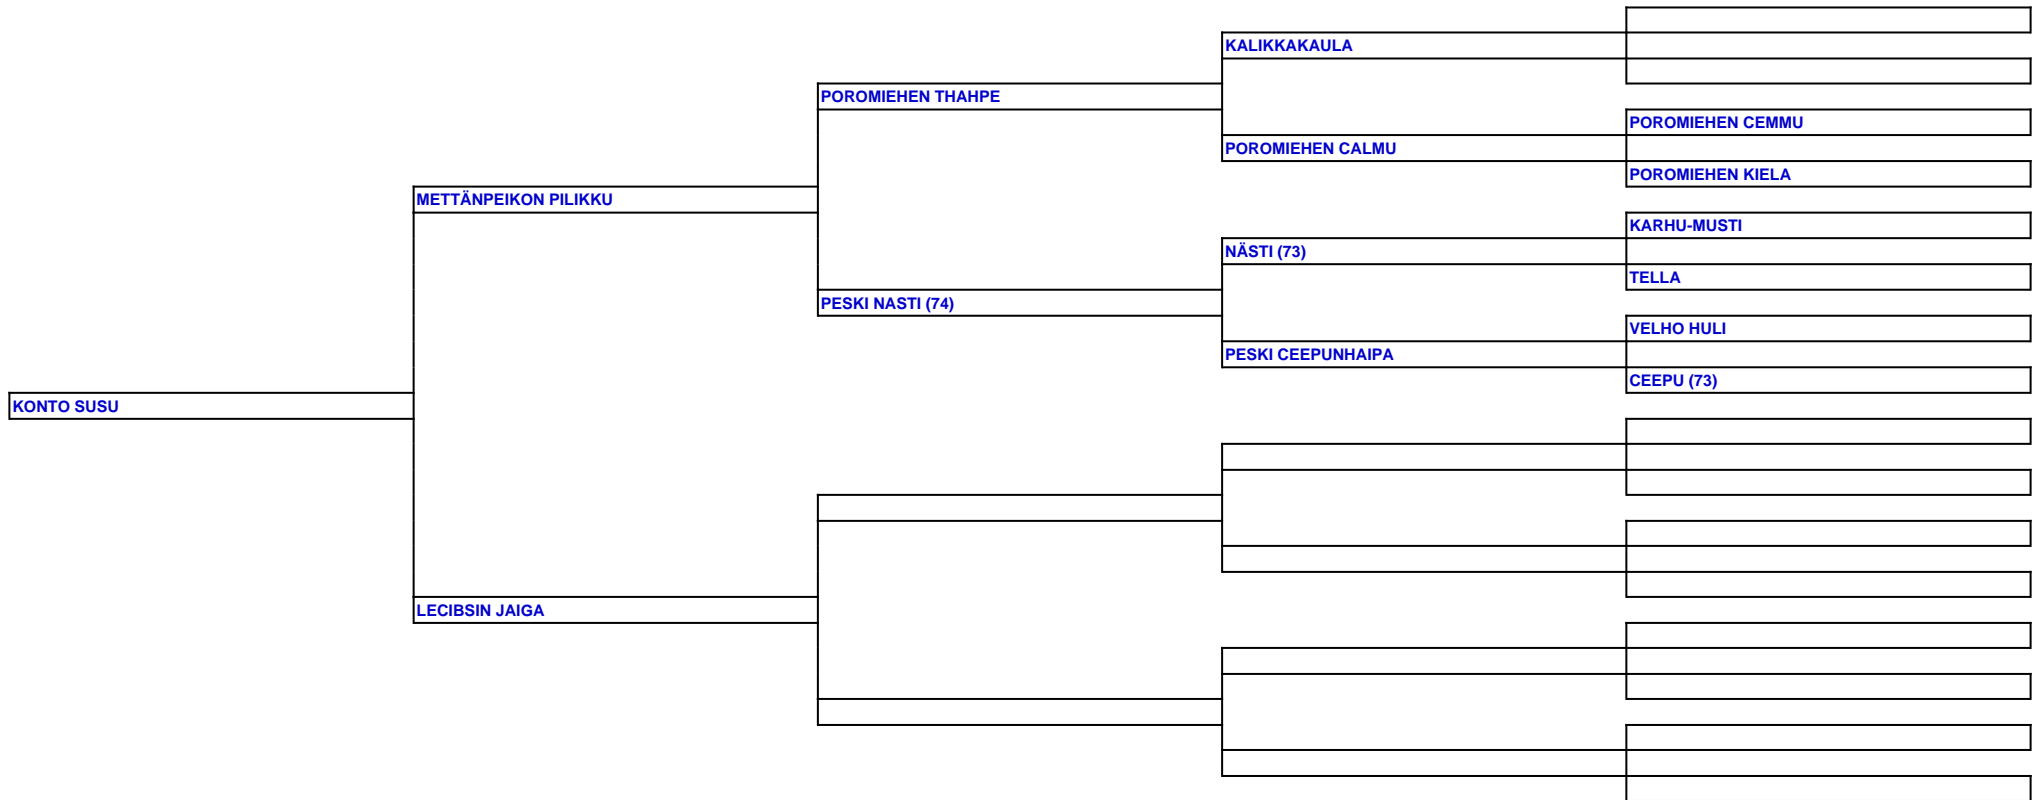 KALIKKAKAULA
POROMIEHEN THAHPE
POROMIEHEN CEMMU
POROMIEHEN CALMU
POROMIEHEN KIELA
METTÄNPEIKON PILIKKU
KARHU-MUSTI
NÄSTI (73)
TELLA
PESKI NASTI (74)
VELHO HULI
PESKI CEEPUNHAIPA
CEEPU (73)
KONTO SUSU
LECIBSIN JAIGA